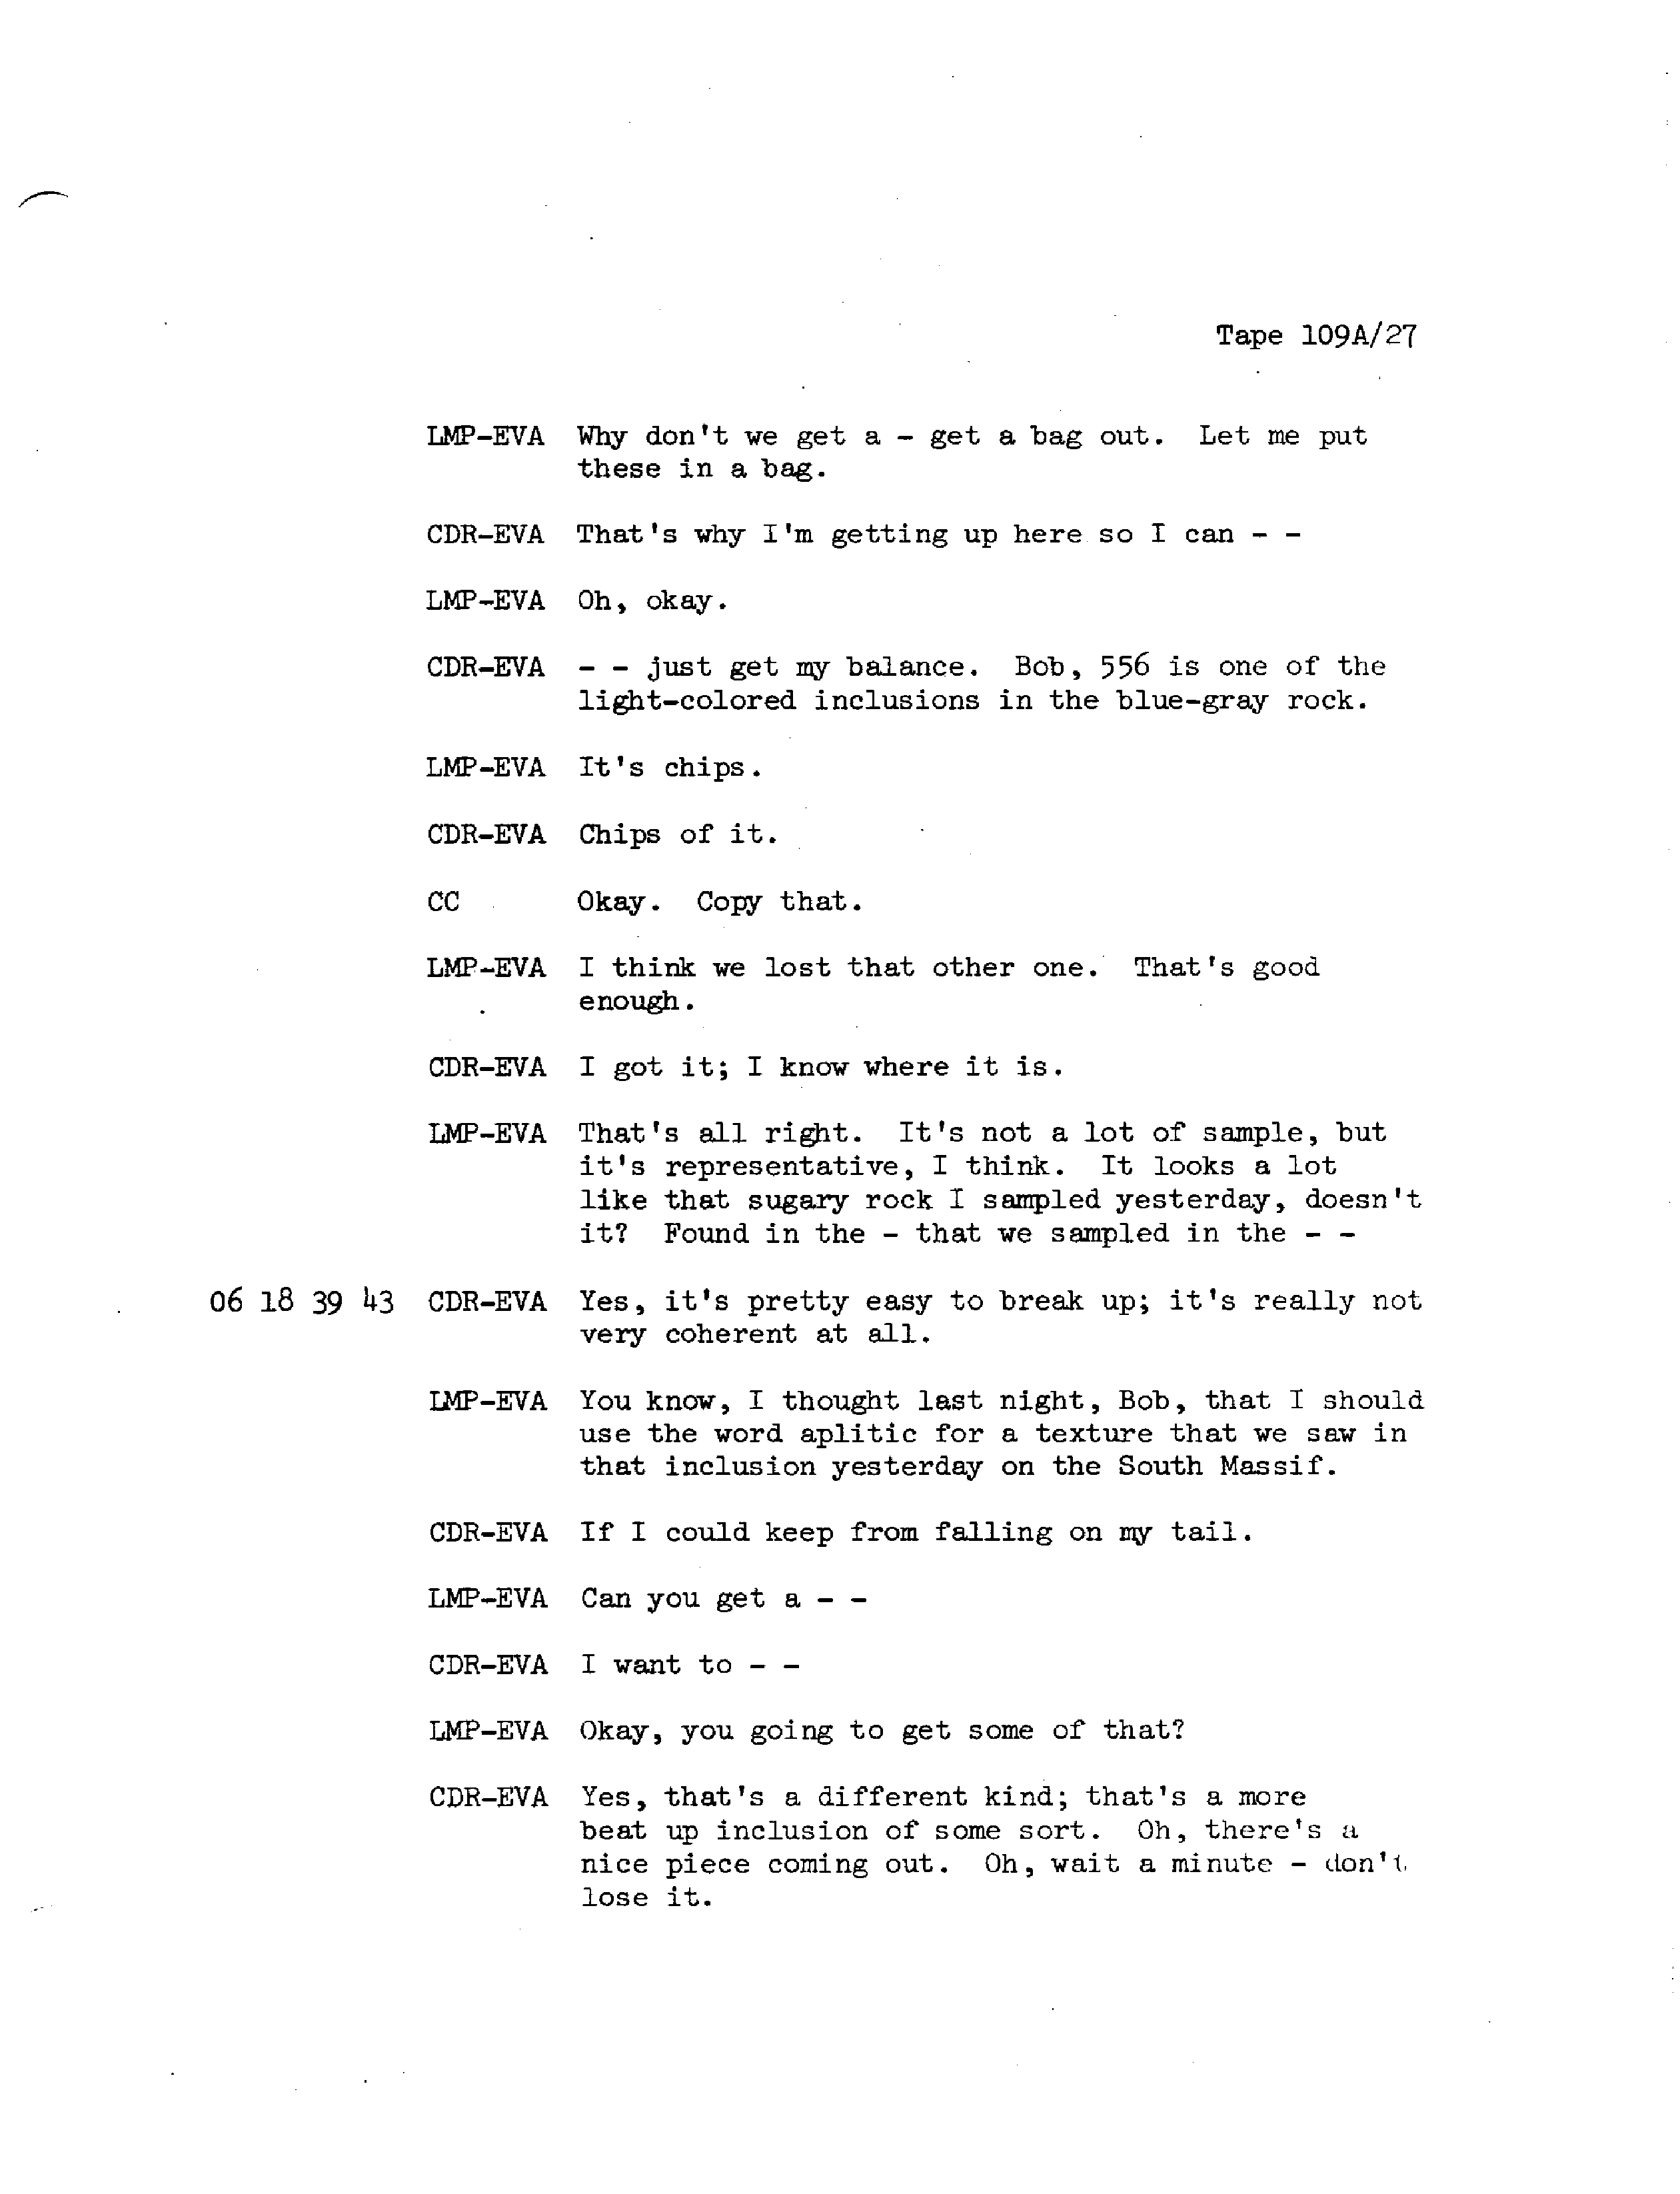 Tape 109A/27
LMP-EVA Why don't we get a - get a bag out. Let me put
these in a bag.
CDR-EVA That's why I'm getting up here so I can - -
LMP-EVA Oh, okay.
CDR-EVA - - just get my balance. Bob, 556 is one of the
light-colored inclusions in the blue-gray rock.
LMP-EVA It's chips.
CDR-EVA Chips of it.
CC Okay. Copy that.
LMP-EVA I think we lost that other one. That's good
enough.
CDR-EVA I got it; I know where it is.
LMP-EVA That's all right. It's not a lot of sample, but
it's representative, I think. It looks a lot
like that sugary rock I sampled yesterday, doesn't
it? Found in the - that we sampled in the - -
06 18 39 43 CDR-EVA Yes, it's pretty easy to break up; it's really not
very coherent at all.
LMP-EVA You know, I thought last night, Bob, that I should
use the word aplitic for a texture that we saw in
that inclusion yesterday on the South Massif.
CDR-EVA If I could keep from falling on my tail.
LMP-EVA Can you get a - -
CDR-EVA I want to - -
LMP-EVA Okay, you going to get some of that?
CDR-EVA Yes, that's a different kind; that's a more
beat up inclusion of some sort. Oh, there's a
nice piece coming out. Oh, wait a minute - don't
lose it.